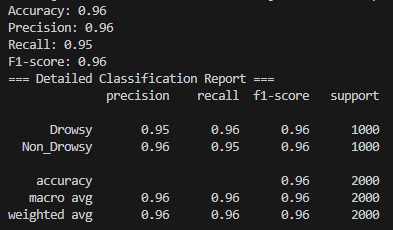 Accuracy: 0.96
Precision: 0.96
Recall: 0.95
F1-score: 0.96
=== Detailed Classification Report ===
              precision    recall  f1-score   support

      Drowsy       0.95      0.96      0.96      1000
  Non_Drowsy       0.96      0.95      0.96      1000

    accuracy                           0.96      2000
   macro avg       0.96      0.96      0.96      2000
weighted avg       0.96      0.96      0.96      2000